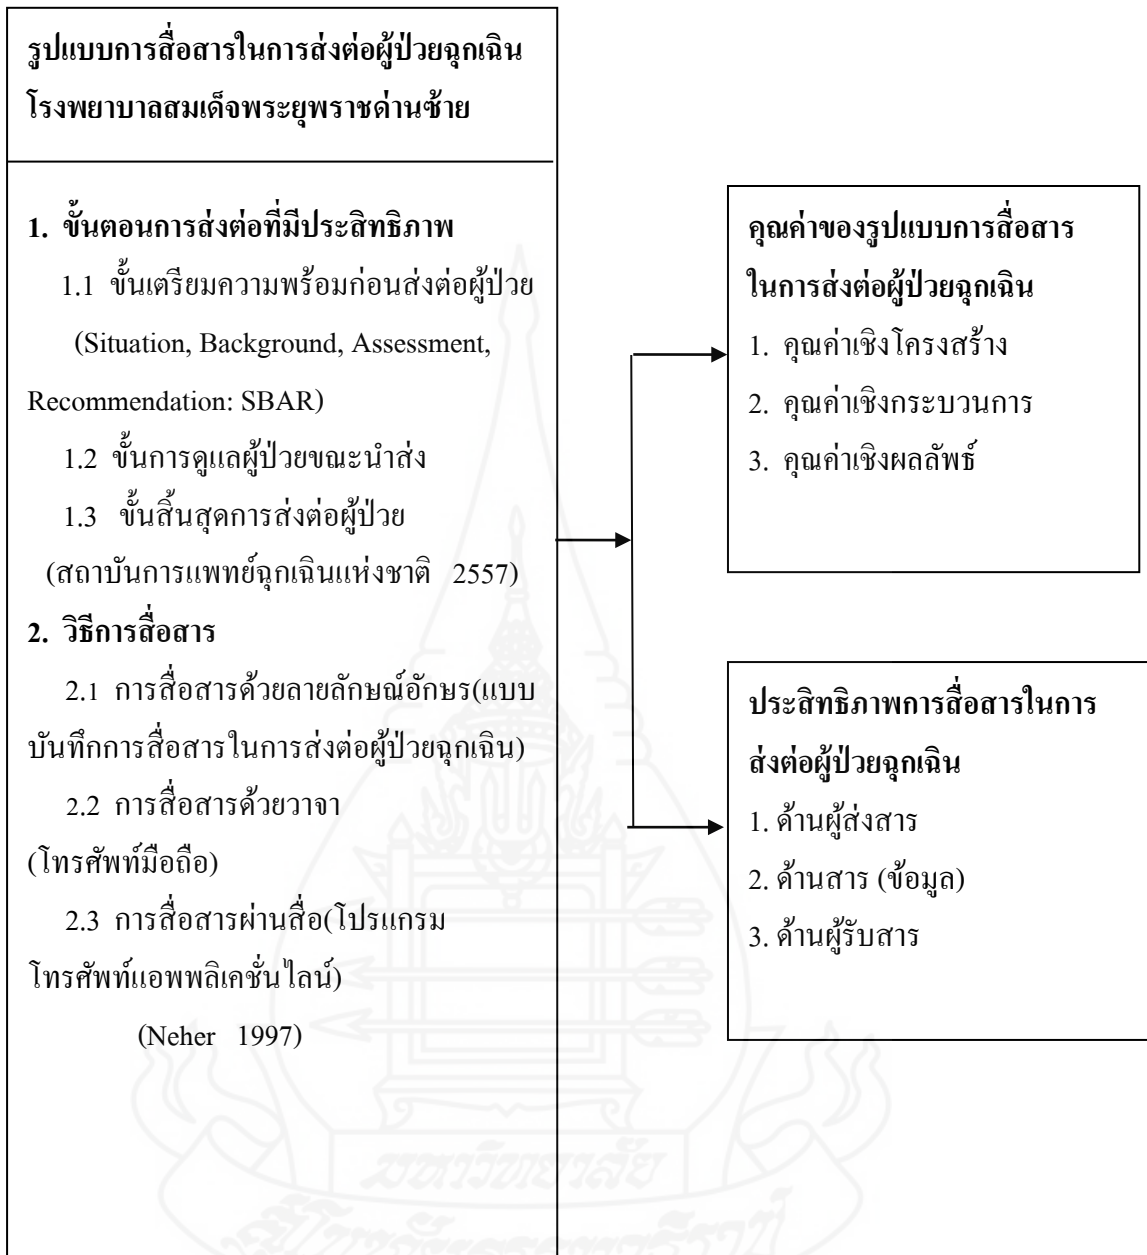 รูปแบบการสื่อสารในการส่งต่อผู้ป่วยฉุกเฉิน
โรงพยาบาลสมเด็จพระยุพราชด่านซ้าย
1. ขั้นตอนการส่งต่อที่มีประสิทธิภาพ
1.1 ขั้นเตรียมความพร้อมก่อนส่งต่อผู้ป่วย
(Situation, Background, Assessment,
Recommendation: SBAR)
1.2 ขั้นการดูแลผู้ป่วยขณะนำส่ง
1.3 ขั้นสิ้นสุดการส่งต่อผู้ป่วย
(สถาบันการแพทย์ฉุกเฉินแห่งชาติ 2557)
2. วิธีการสื่อสาร
2.1 การสื่อสารด้วยลายลักษณ์อักษร(แบบ
บันทึกการสื่อสารในการส่งต่อผู้ป่วยฉุกเฉิน)
2.2 การสื่อสารด้วยวาจา
(โทรศัพท์มือถือ)
2.3 การสื่อสารผ่านสื่อ(โปรแกรม
โทรศัพท์แอพพลิเคชั่นไลน์)
(Neher 1997)
คุณค่าของรูปแบบการสื่อสาร
ในการส่งต่อผู้ป่วยฉุกเฉิน
1. คุณค่าเชิงโครงสร้าง
2. คุณค่าเชิงกระบวนการ
3. คุณค่าเชิงผลลัพธ์
ประสิทธิภาพการสื่อสารในการ
ส่งต่อผู้ป่วยฉุกเฉิน
1. ด้านผู้ส่งสาร
2. ด้านสาร (ข้อมูล)
3. ด้านผู้รับสาร
มหาวิทยาลัย